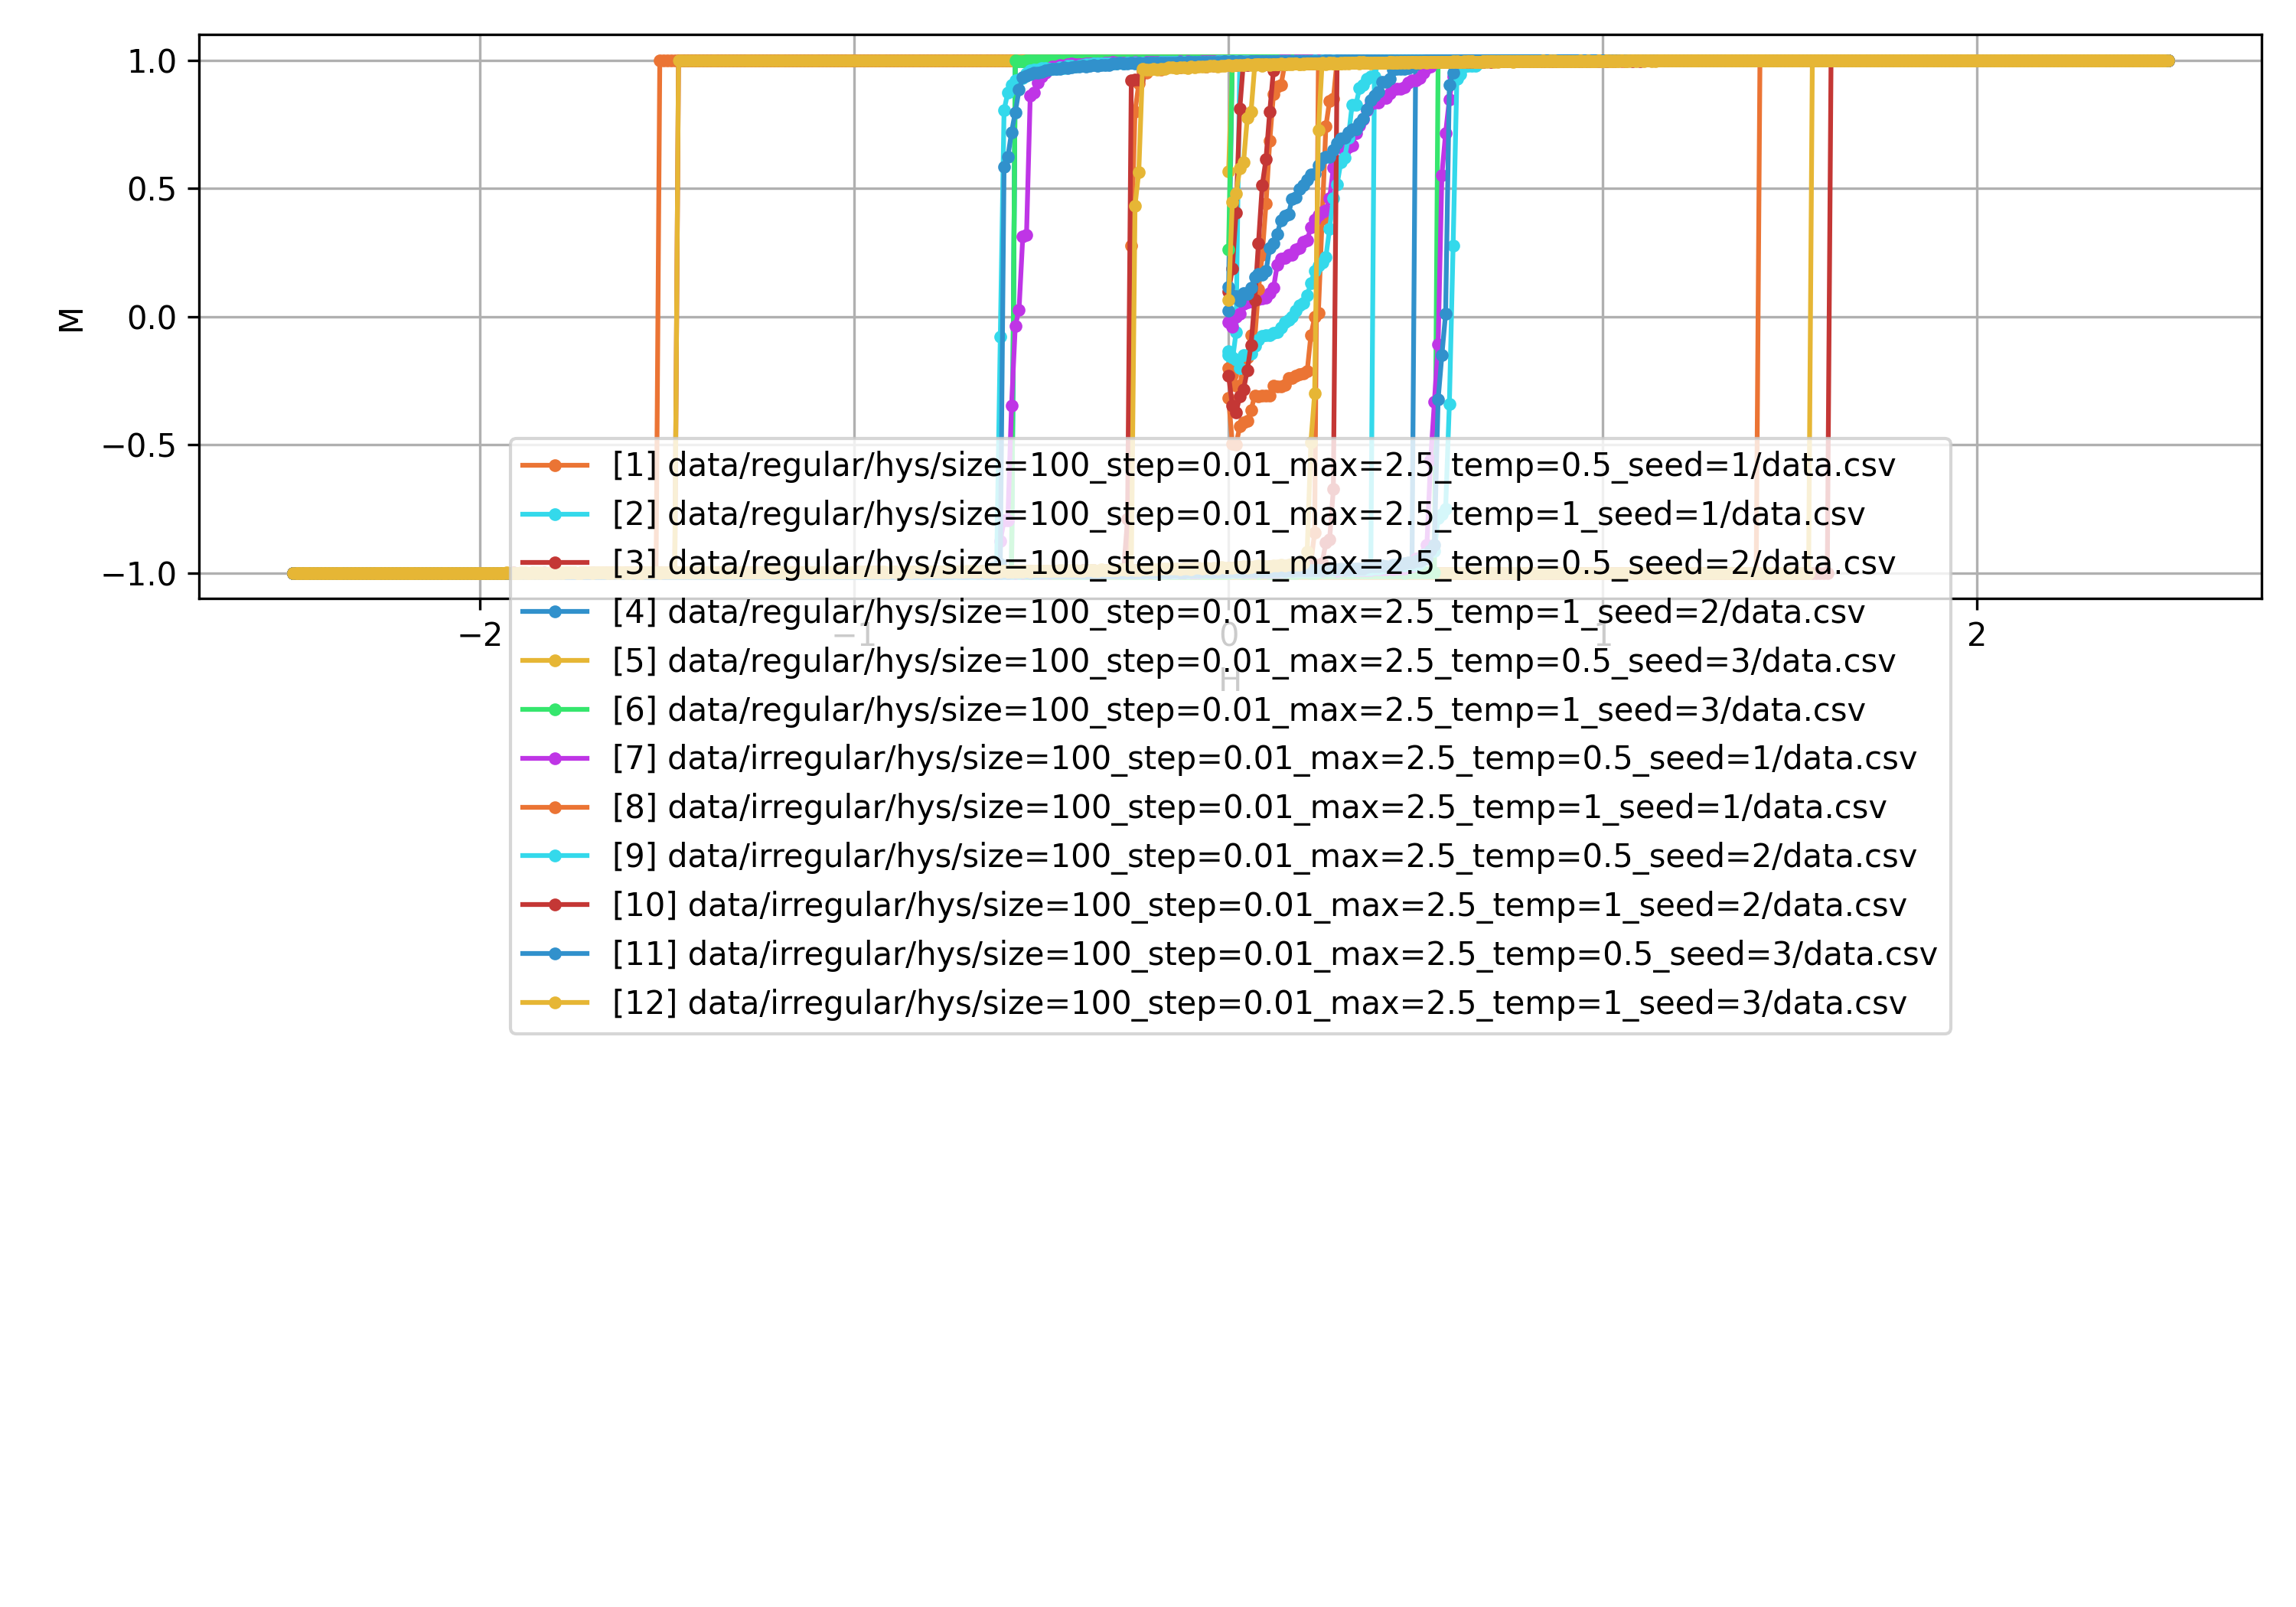 1.0
0.5
0.0
−0.5
−1.0
M
−2
−1
0
1
2
H
[1] data/regular/hys/size=100_step=0.01_max=2.5_temp=0.5_seed=1/data.csv
[2] data/regular/hys/size=100_step=0.01_max=2.5_temp=1_seed=1/data.csv
[3] data/regular/hys/size=100_step=0.01_max=2.5_temp=0.5_seed=2/data.csv
[4] data/regular/hys/size=100_step=0.01_max=2.5_temp=1_seed=2/data.csv
[5] data/regular/hys/size=100_step=0.01_max=2.5_temp=0.5_seed=3/data.csv
[6] data/regular/hys/size=100_step=0.01_max=2.5_temp=1_seed=3/data.csv
[7] data/irregular/hys/size=100_step=0.01_max=2.5_temp=0.5_seed=1/data.csv
[8] data/irregular/hys/size=100_step=0.01_max=2.5_temp=1_seed=1/data.csv
[9] data/irregular/hys/size=100_step=0.01_max=2.5_temp=0.5_seed=2/data.csv
[10] data/irregular/hys/size=100_step=0.01_max=2.5_temp=1_seed=2/data.csv
[11] data/irregular/hys/size=100_step=0.01_max=2.5_temp=0.5_seed=3/data.csv
[12] data/irregular/hys/size=100_step=0.01_max=2.5_temp=1_seed=3/data.csv